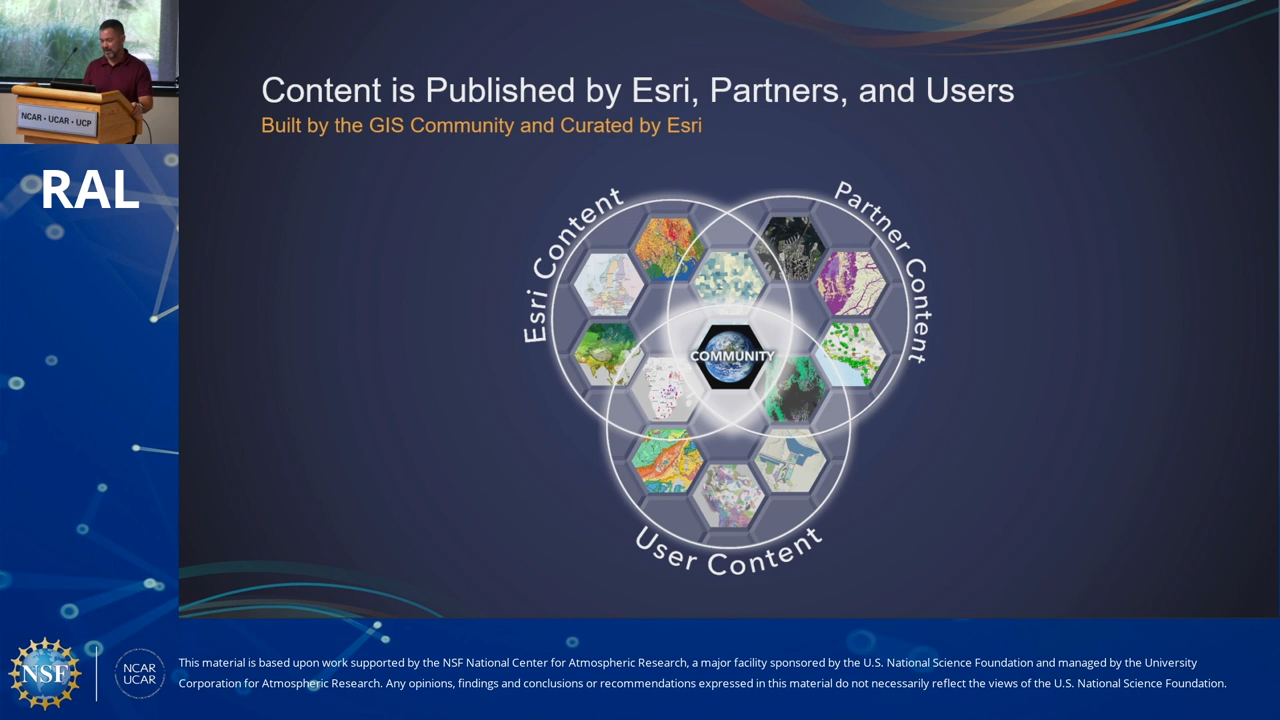 NCAR • UCAR • UCP
RAL
Content is Published by Esri, Partners, and Users
Built by the GIS Community and Curated by Esri
Esri Content
Partner Content
COMMUNITY
User Content
NSF
NCAR
UCAR
This material is based upon work supported by the NSF National Center for Atmospheric Research, a major facility sponsored by the U.S. National Science Foundation and managed by the University
Corporation for Atmospheric Research. Any opinions, findings and conclusions or recommendations expressed in this material do not necessarily reflect the views of the U.S. National Science Foundation.